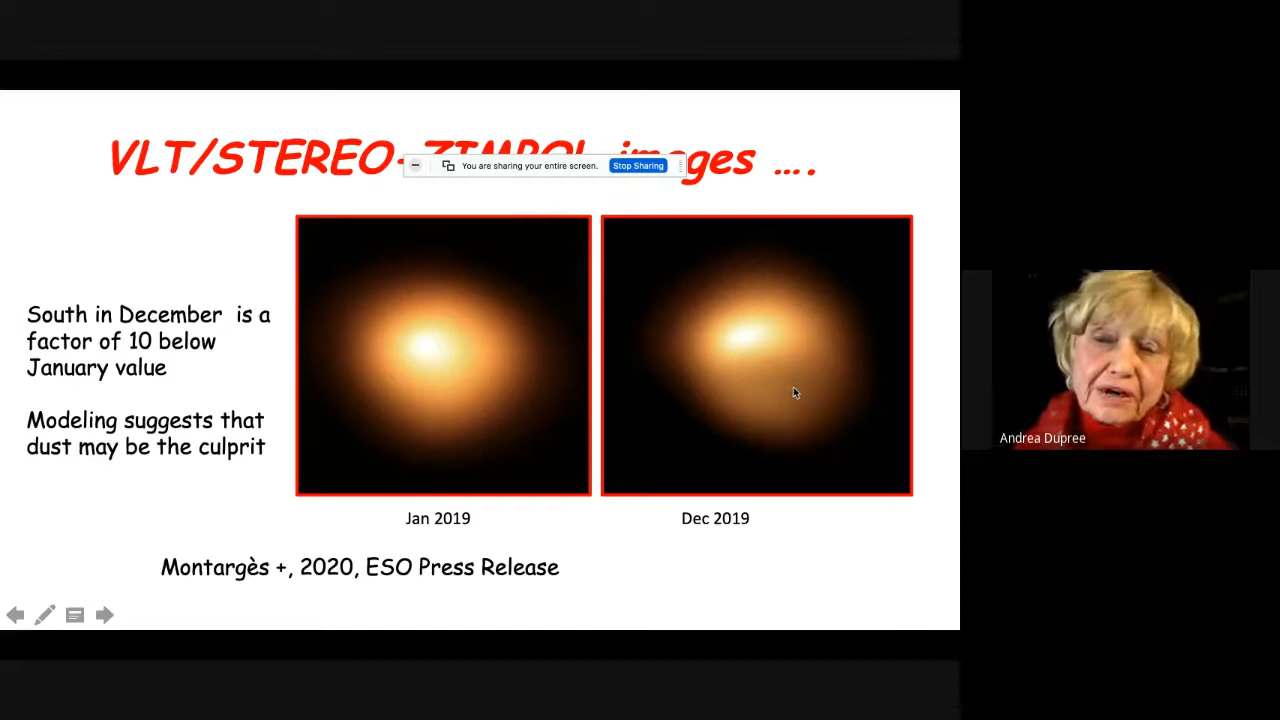 VLT/STEREO- images ….
You are sharing your entire screen. Stop Sharing
South in December is a
factor of 10 below
January value
Modeling suggests that
dust may be the culprit
Jan 2019
Dec 2019
Montargès +, 2020, ESO Press Release
Andrea Dupree